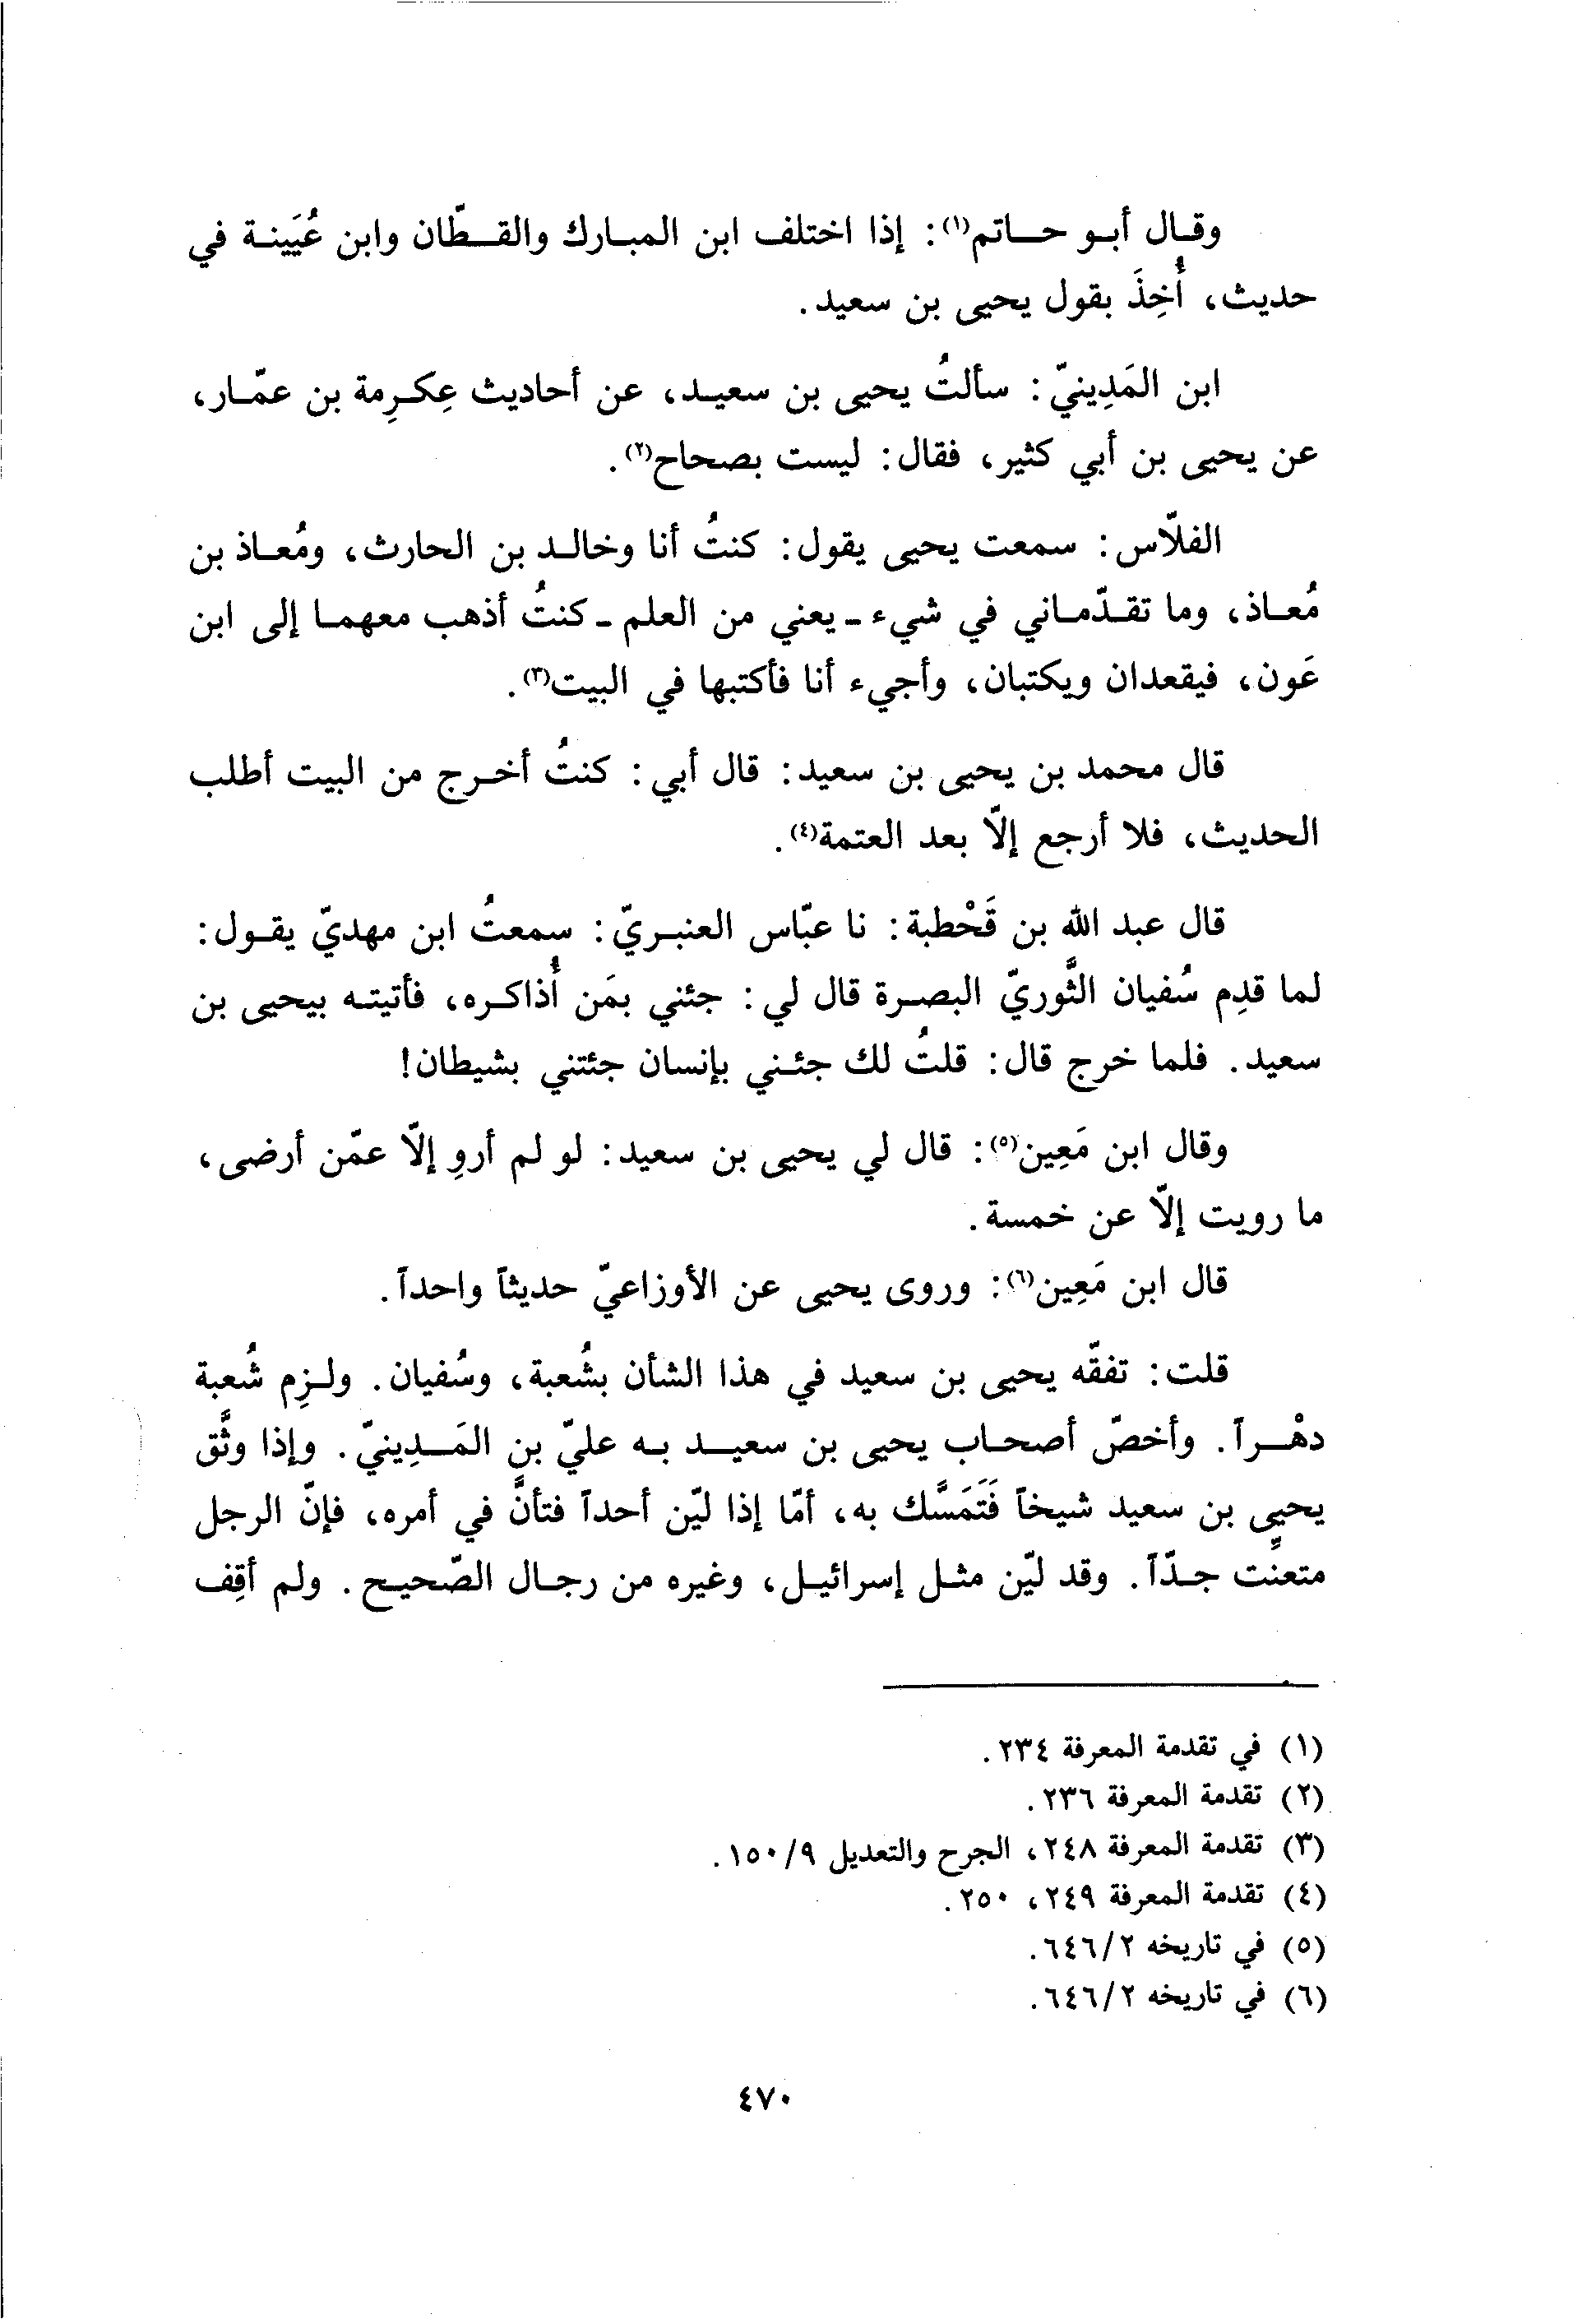 وقال أبو حاتم(١): إذا اختلف ابن المبارك والقطّان وابن عُيَينة في
حديث، أُخِذَ بقول يحيى بن سعيد.
ابن المَدِينيّ: سألتُ يحيى بن سعيد، عن أحاديث عِكرِمة بن عمّار،
عن يحيى بن أبي كثير، فقال: ليست بصحاح(٢).
الفلاّس: سمعت يحيى يقول: كنتُ أنا وخالد بن الحارث، ومُعاذ بن
مُعاذ، وما تقدّماني في شيء - يعني من العلم - كنتُ أذهب معهما إلى ابن
عَون، فيقعدان ويكتبان، وأجيء أنا فأكتبها في البيت(٣).
قال محمد بن يحيى بن سعيد: قال أبي: كنتُ أخرج من البيت أطلب
الحديث، فلا أرجع إلاّ بعد العتمة(٤).
قال عبد الله بن قَحْطبة: نا عبّاس العنبريّ: سمعتُ ابن مهديّ يقول:
لما قدِم سُفيان الثَّوريّ البصرة قال لي: جئني بمَن أُذاكره، فأتيته بيحيى بن
سعيد. فلما خرج قال: قلتُ لك جئني بإنسان جئتني بشيطان!
وقال ابن مَعِين(٥): قال لي يحيى بن سعيد: لو لم أروِ إلاّ عمّن أرضى،
ما رويت إلاّ عن خمسة.
قال ابن مَعِين(٦): وروى يحيى عن الأوزاعيّ حديثاً واحداً.
قلت: تفقّه يحيى بن سعيد في هذا الشأن بشُعبة، وسُفيان. ولزِم شُعبة
دهْراً. وأخصّ أصحاب يحيى بن سعيد به عليّ بن المَدِينيّ. وإذا وثَّق
يحيى بن سعيد شيخاً فَتَمَسَّك به، أمّا إذا ليّن أحداً فتأنَّ في أمره، فإنّ الرجل
متعنِّت جدّاً. وقد ليّن مثل إسرائيل، وغيره من رجال الصّحيح. ولم أقِف
(١) في تقدمة المعرفة ٢٣٤.
(٢) تقدمة المعرفة ٢٣٦.
(٣) تقدمة المعرفة ٢٤٨، الجرح والتعديل ٩/١٥٠.
(٤) تقدمة المعرفة ٢٤٩، ٢٥٠.
(٥) في تاريخه ٢/٦٤٦.
(٦) في تاريخه ٢/٦٤٦.
٤٧٠